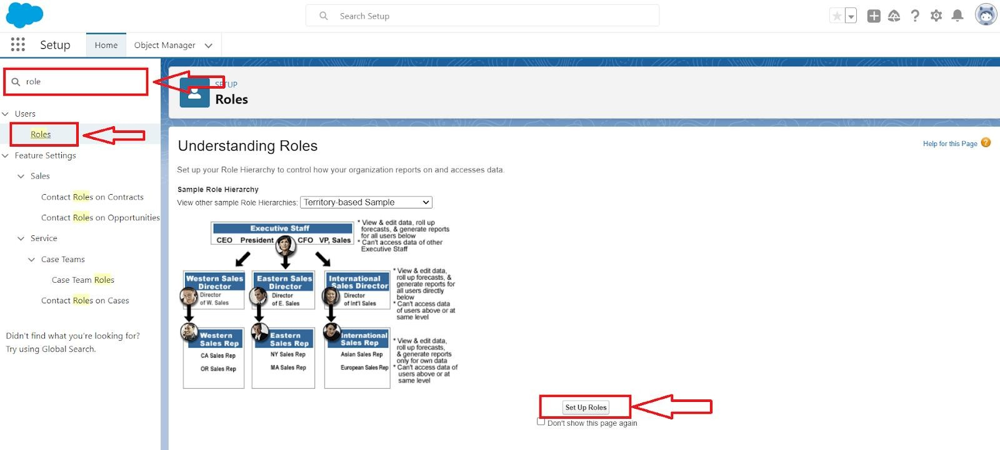 Search Setup
Setup
Home
Object Manager
role
Users
Roles
Feature Settings
Sales
Contact Roles on Contracts
Contact Roles on Opportunities
Service
Case Teams
Case Team Roles
Contact Roles on Cases
Didn't find what you're looking for?
Try using Global Search.
SETUP
Roles
Understanding Roles
Help for this Page
Set up your Role Hierarchy to control how your organization reports on and accesses data.
Sample Role Hierarchy
View other sample Role Hierarchies: Territory-based Sample
Executive Staff
CEO President CFO VP, Sales
* View & edit data, roll up
forecasts, & generate reports
for all users below
* Can't access data of other
Executive Staff
Western Sales
Director
Director
of W. Sales
Eastern Sales
Director
Director
of E. Sales
International
Sales Director
Director
of Int'l Sales
* View & edit data,
roll up forecasts, &
generate reports for
all users directly
below
* Can't access data
of users above or at
same level
Western
Sales Rep
CA Sales Rep
OR Sales Rep
Eastern
Sales Rep
NY Sales Rep
MA Sales Rep
International
Sales Rep
Asian Sales Rep
European Sales Rep
* View & edit data,
roll up forecasts,
& generate reports
only for own data
* Can't access data of
users above or at
same level
Set Up Roles
Don't show this page again